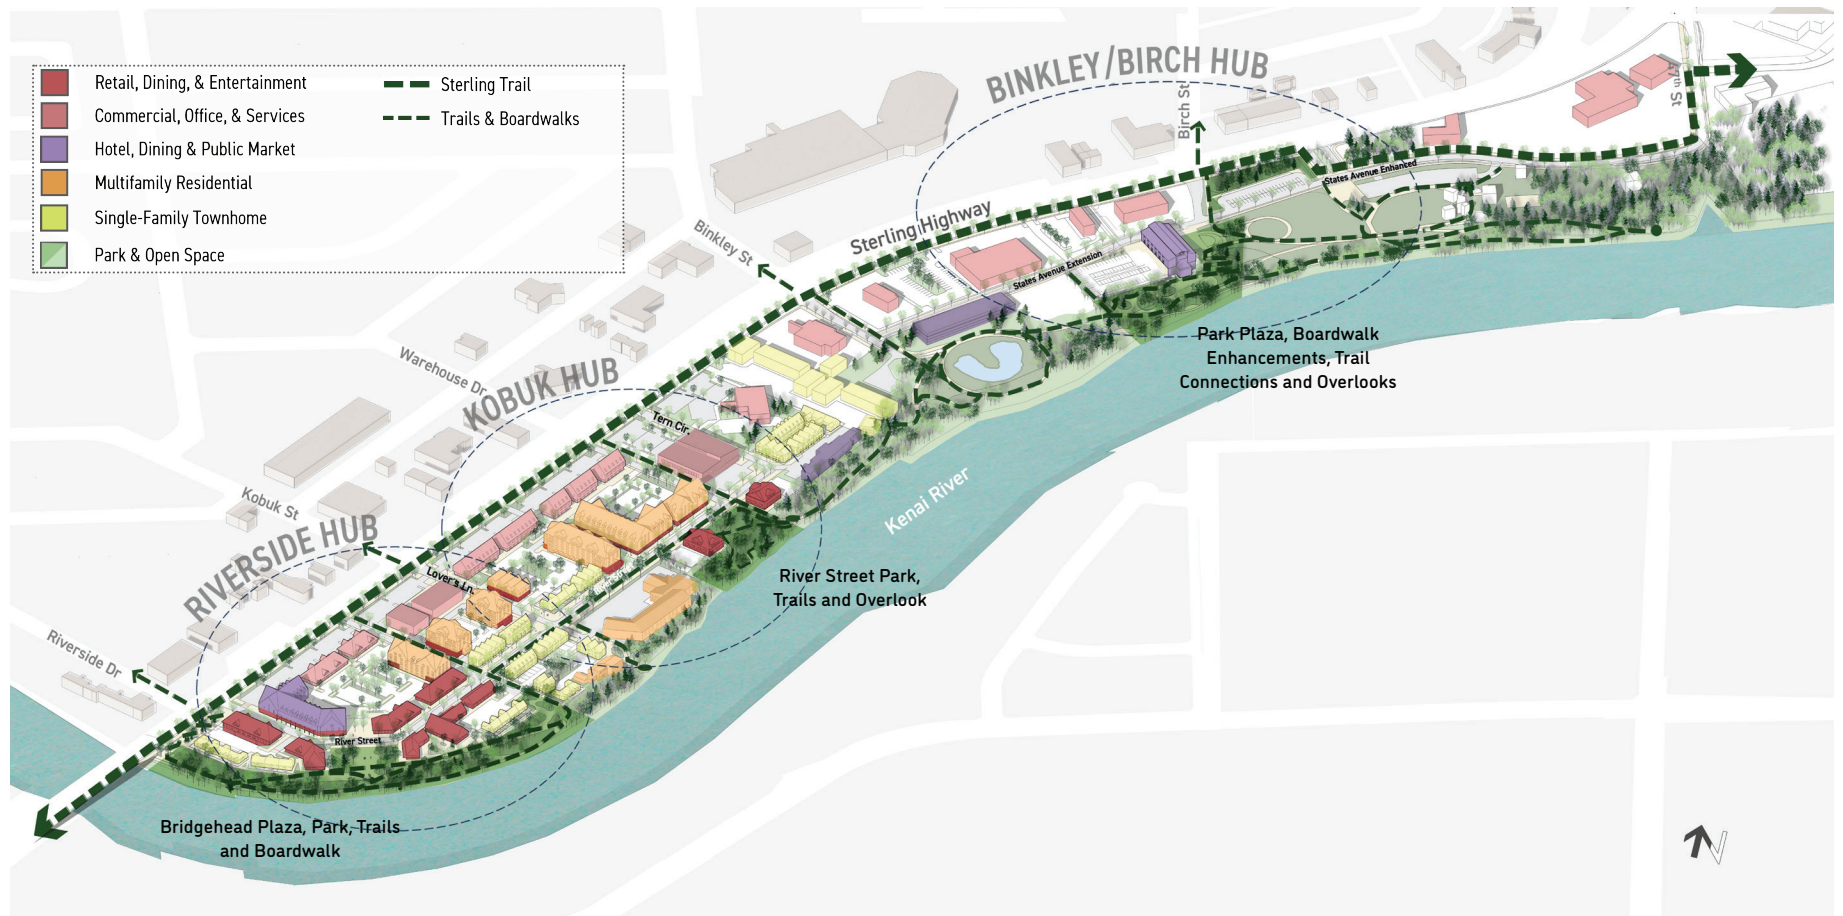 Retail, Dining, & Entertainment
Commercial, Office, & Services
Hotel, Dining & Public Market
Multifamily Residential
Single-Family Townhome
Park & Open Space
Sterling Trail
Trails & Boardwalks
BINKLEY/BIRCH HUB
Birch St
47th St
States Avenue Enhanced
Sterling Highway
Binkley St
States Avenue Extension
Park Plaza, Boardwalk
Enhancements, Trail
Connections and Overlooks
Warehouse Dr
KOBUK HUB
Tern Cir.
Kenai River
Kobuk St
RIVERSIDE HUB
Lover's Ln.
River Street Park,
Trails and Overlook
Riverside Dr
River Street
Bridgehead Plaza, Park, Trails
and Boardwalk
N